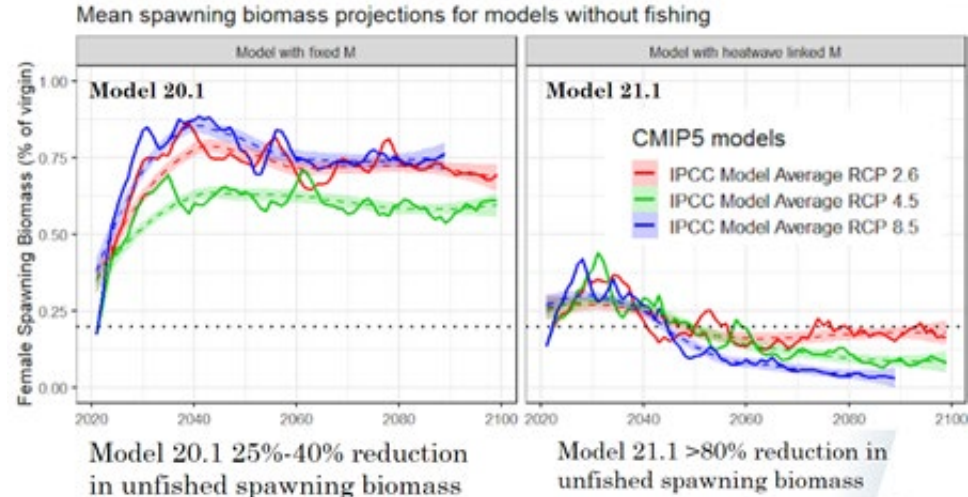 Mean spawning biomass projections for models without fishing
Model with fixed M
Model with heatwave linked M
Female Spawning Biomass (% of virgin)
1.00
0.75
0.50
0.25
0.00
Model 20.1
Model 21.1
CMIP5 models
IPCC Model Average RCP 2.6
IPCC Model Average RCP 4.5
IPCC Model Average RCP 8.5
2020 2040 2060 2080 2100
2020 2040 2060 2080 2100
Model 20.1 25%-40% reduction
in unfished spawning biomass
Model 21.1 >80% reduction in
unfished spawning biomass